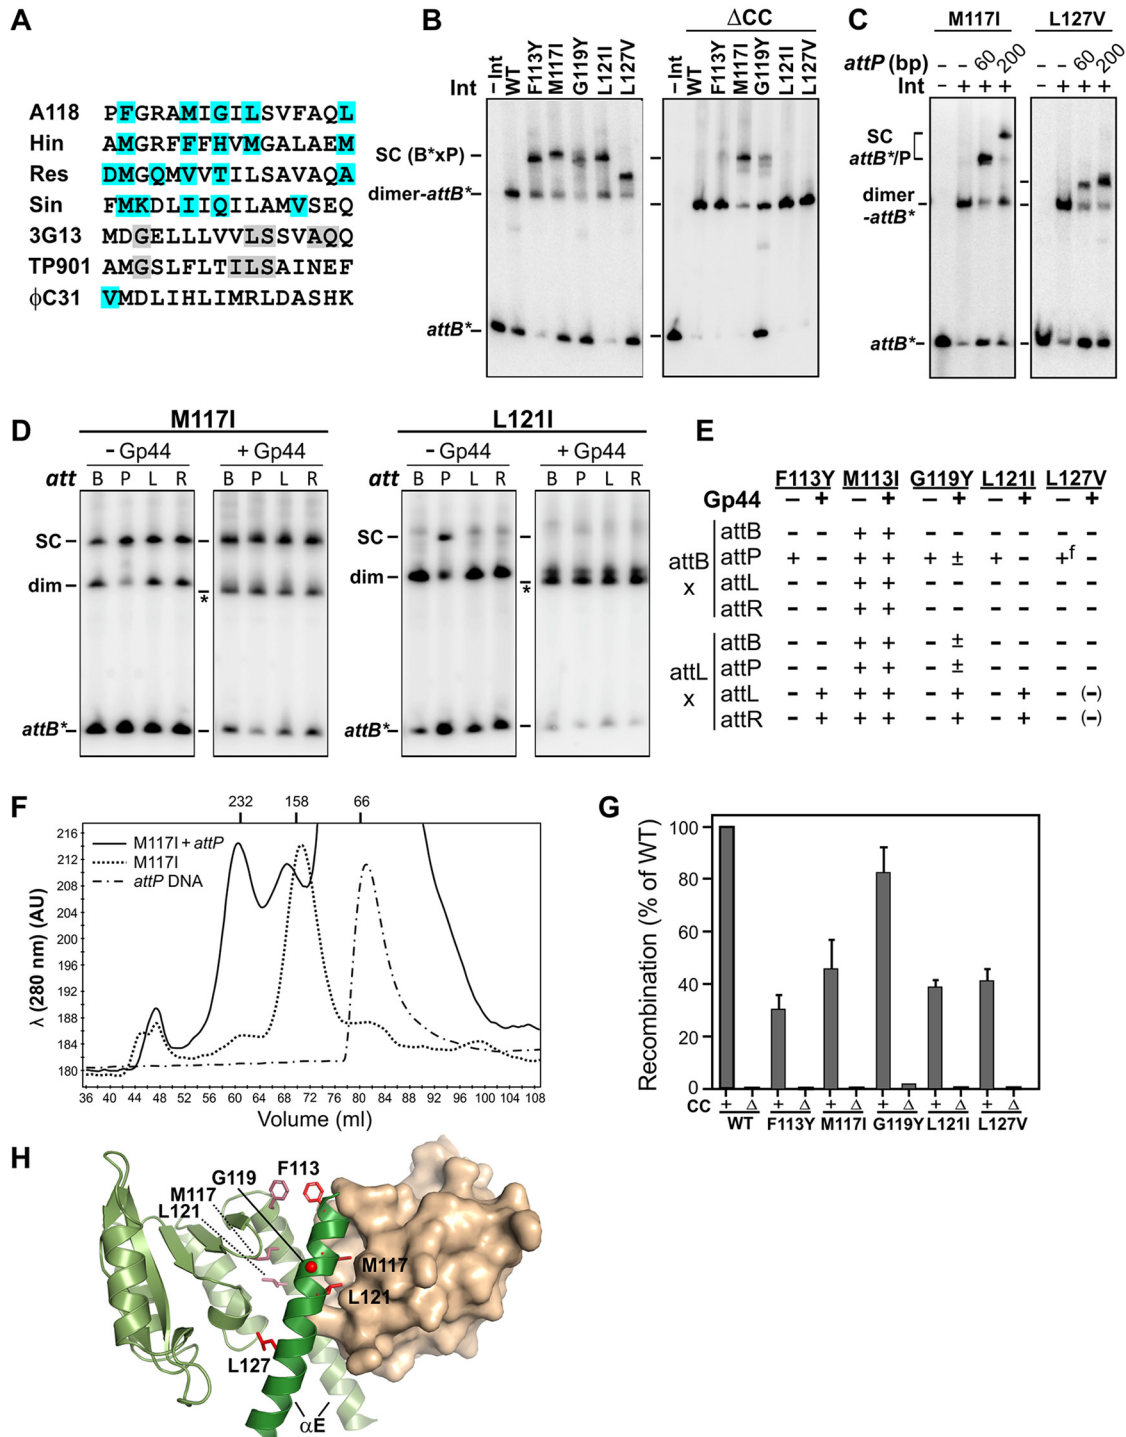 A
A118 PFGRAMIGILSVFAQL
Hin AMGRFFFHVMGALAEM
Res DMGQMVVTILSAVAQA
Sin FMKDLIIQILAMVSEQ
3G13 MDGELLLVVLSSVAQQ
TP901 AMGSLFLTILSAINEF
ϕC31 VMDLIHLIMRLDASHK
B
ΔCC
Int –Int WT F113Y M117I G119Y L121I L127V
–Int WT F113Y M117I G119Y L121I L127V
SC (B*xP)
dimer-attB*
attB*
C
M117I L127V
attP (bp) – – 60 200 – – 60 200
Int – + + + – + + +
SC
attB*/P
dimer
-attB*
attB*
D
M117I L121I
– Gp44 + Gp44 – Gp44 + Gp44
att B P L R B P L R att B P L R B P L R
SC SC
dim dim
* *
attB* attB*
E
F113Y M113I G119Y L121I L127V
Gp44 – + – + – + – + – +
attB x
attB – – + + – – – – – –
attP + – + + + ± + – +f –
attL – – + + – – – – – –
attR – – + + – – – – – –
attL x
attB – – + + – ± – – – –
attP – – + + – ± – – – –
attL – + + + – + – + – (–)
attR – + + + – + – + – (–)
F
232 158 66
M117I + attP
M117I
attP DNA
λ (280 nm) (AU)
216
212
208
204
200
196
192
188
184
180
36 40 44 48 52 56 60 64 68 72 76 80 84 88 92 96 100 104 108
Volume (ml)
G
Recombination (% of WT)
100
80
60
40
20
0
CC + Δ + Δ + Δ + Δ + Δ + Δ
WT F113Y M117I G119Y L121I L127V
H
F113
G119
M117
L121
M117
L121
L127
αE